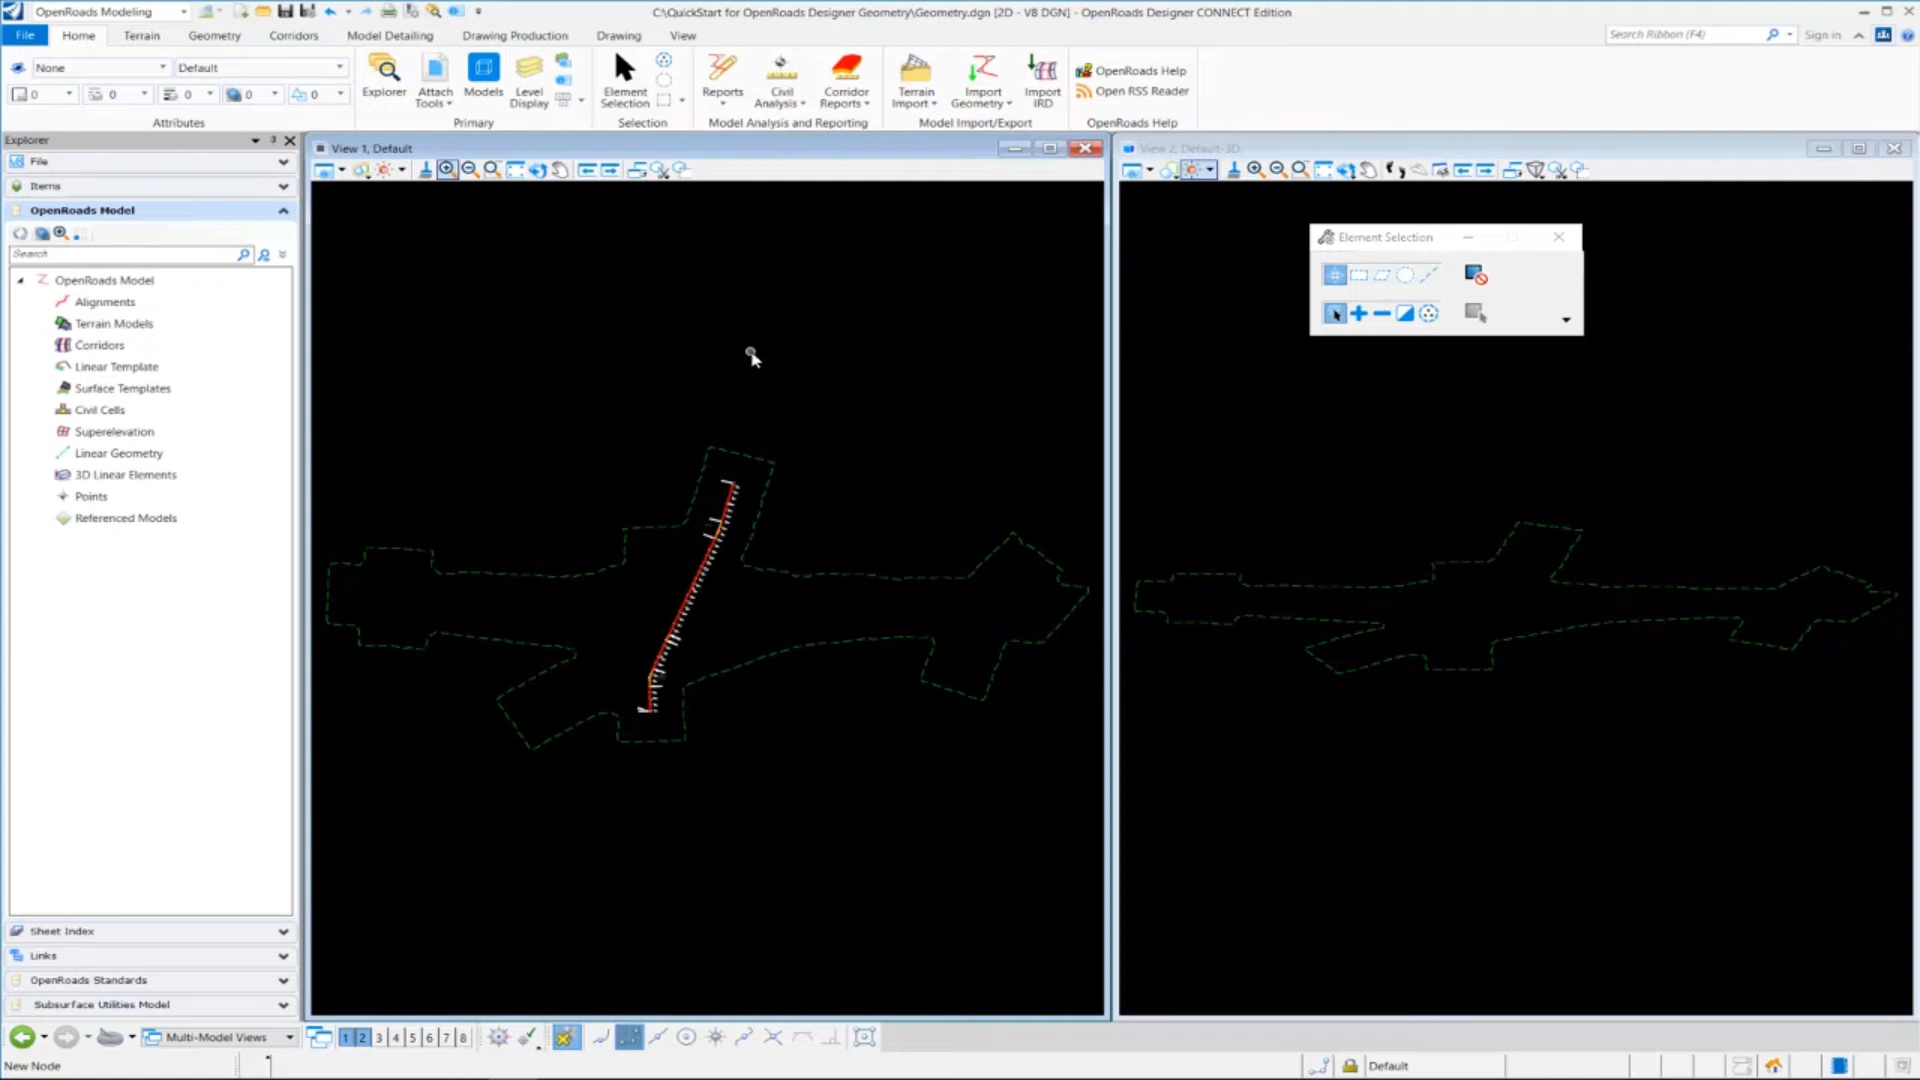 OpenRoads Modeling
C:\QuickStart for OpenRoads Designer Geometry\Geometry.dgn [2D - V8 DGN] - OpenRoads Designer CONNECT Edition
File Home Terrain Geometry Corridors Model Detailing Drawing Production Drawing View
Search Ribbon (F4) Sign in
None Default
0 0 0 0 0
Attributes
Explorer
Attach Tools
Models
Level Display
Primary
Element Selection
Selection
Reports
Civil Analysis
Corridor Reports
Model Analysis and Reporting
Terrain Import
Import Geometry
Import IRD
Model Import/Export
OpenRoads Help
Open RSS Reader
OpenRoads Help
Explorer
File
Items
OpenRoads Model
Search
OpenRoads Model
Alignments
Terrain Models
Corridors
Linear Template
Surface Templates
Civil Cells
Superelevation
Linear Geometry
3D Linear Elements
Points
Referenced Models
Sheet Index
Links
OpenRoads Standards
Subsurface Utilities Model
View 1, Default
View 2, Default-3D
Element Selection
Multi-Model Views
1 2 3 4 5 6 7 8
New Node
Default